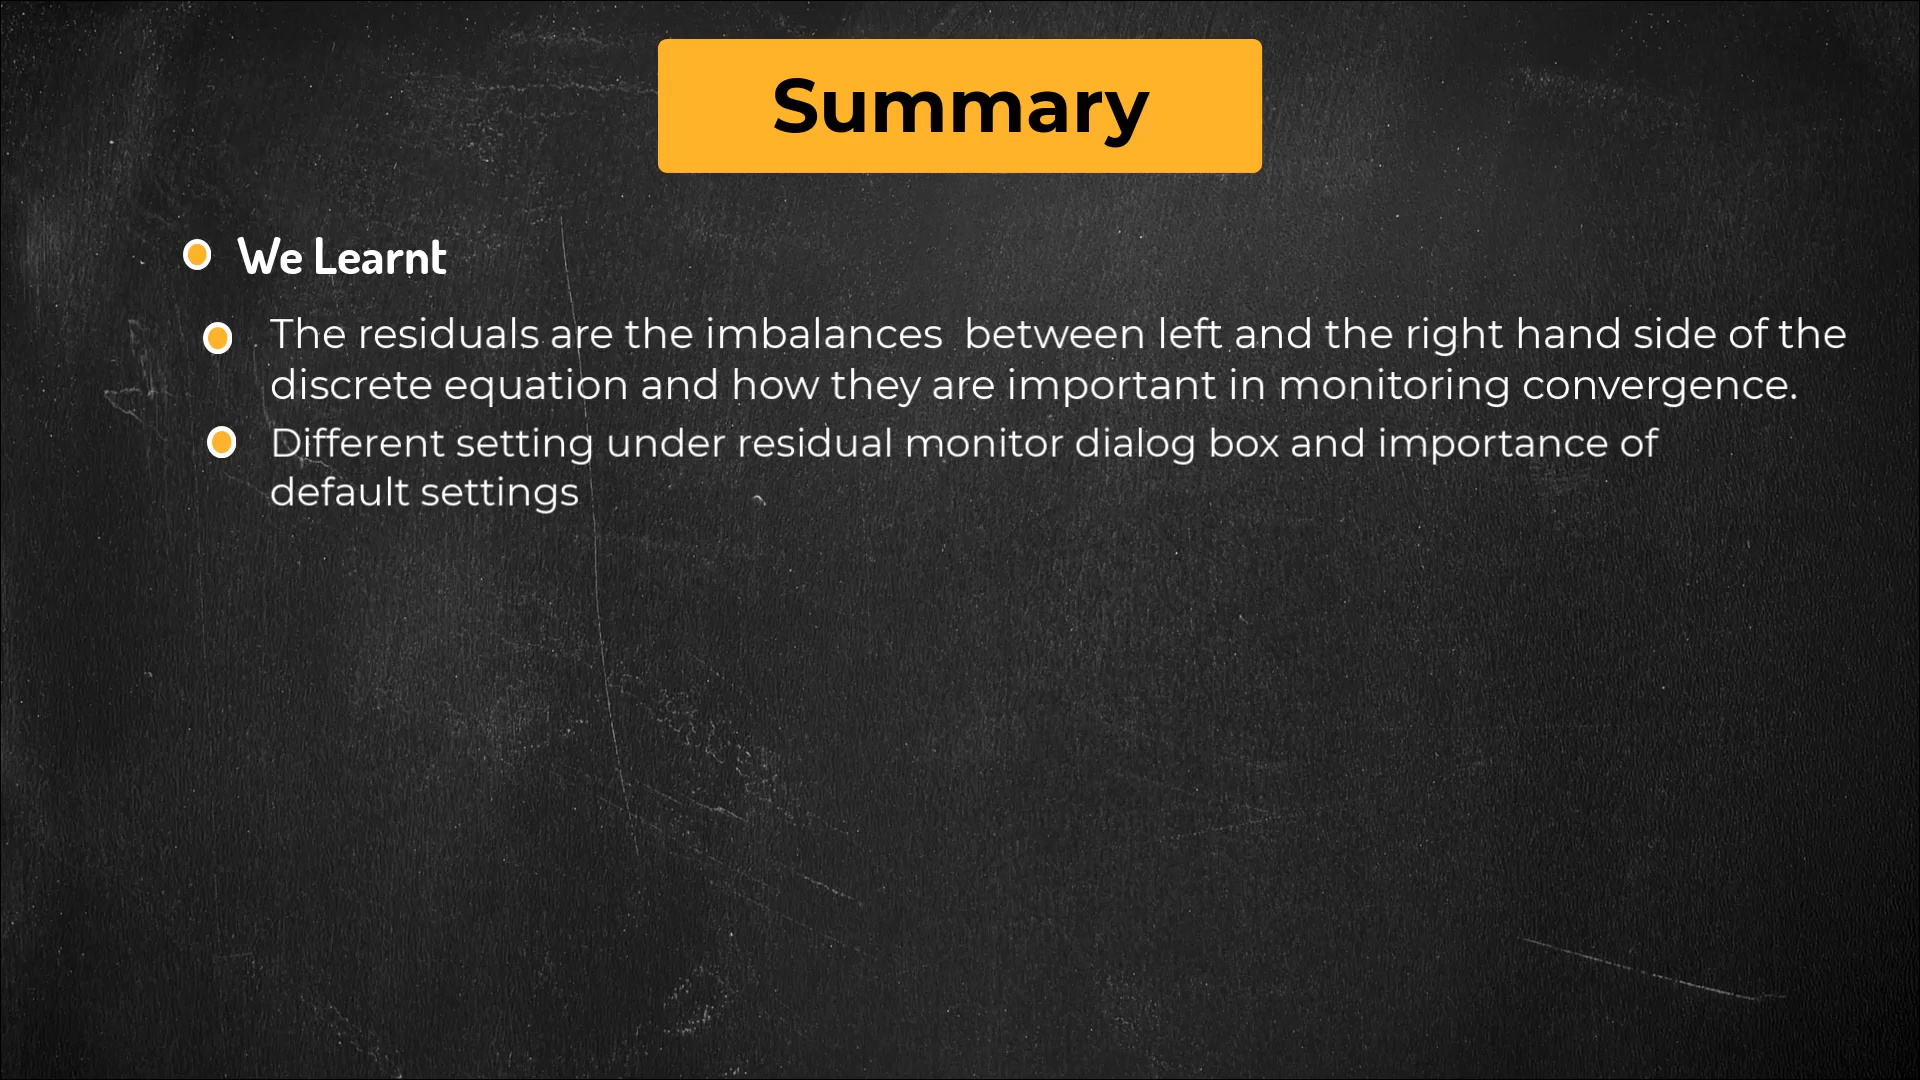 Summary
We Learnt
The residuals are the imbalances  between left and the right hand side of the
discrete equation and how they are important in monitoring convergence.
Different setting under residual monitor dialog box and importance of
default settings